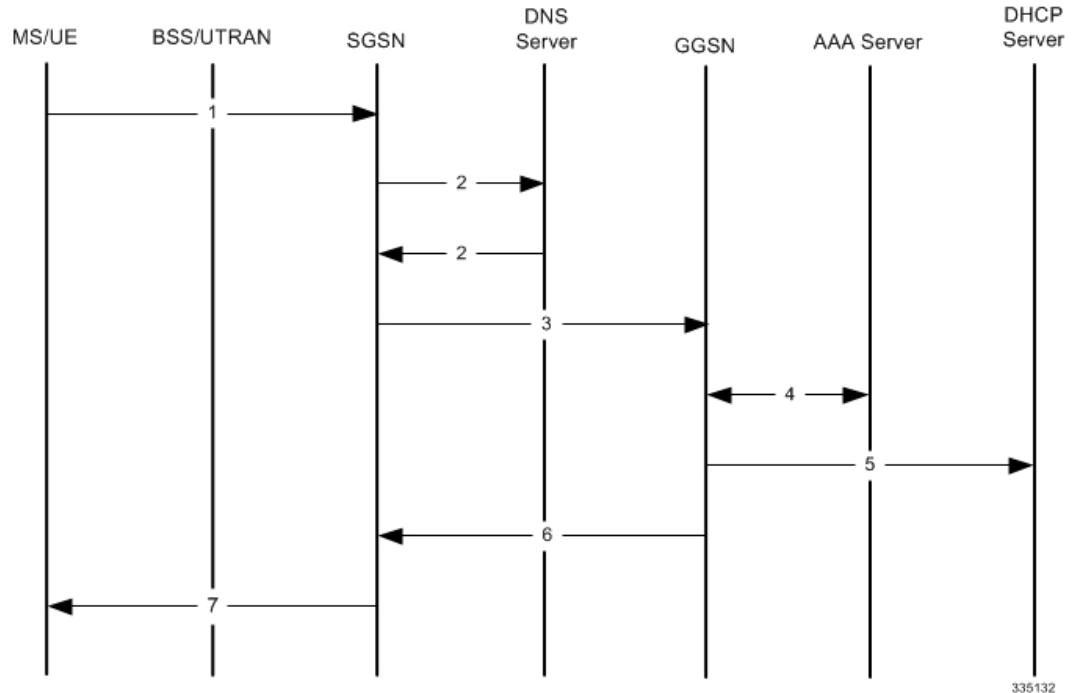 MS/UE
BSS/UTRAN
SGSN
DNS
Server
GGSN
AAA Server
DHCP
Server
1
2
2
3
4
5
6
7
335132